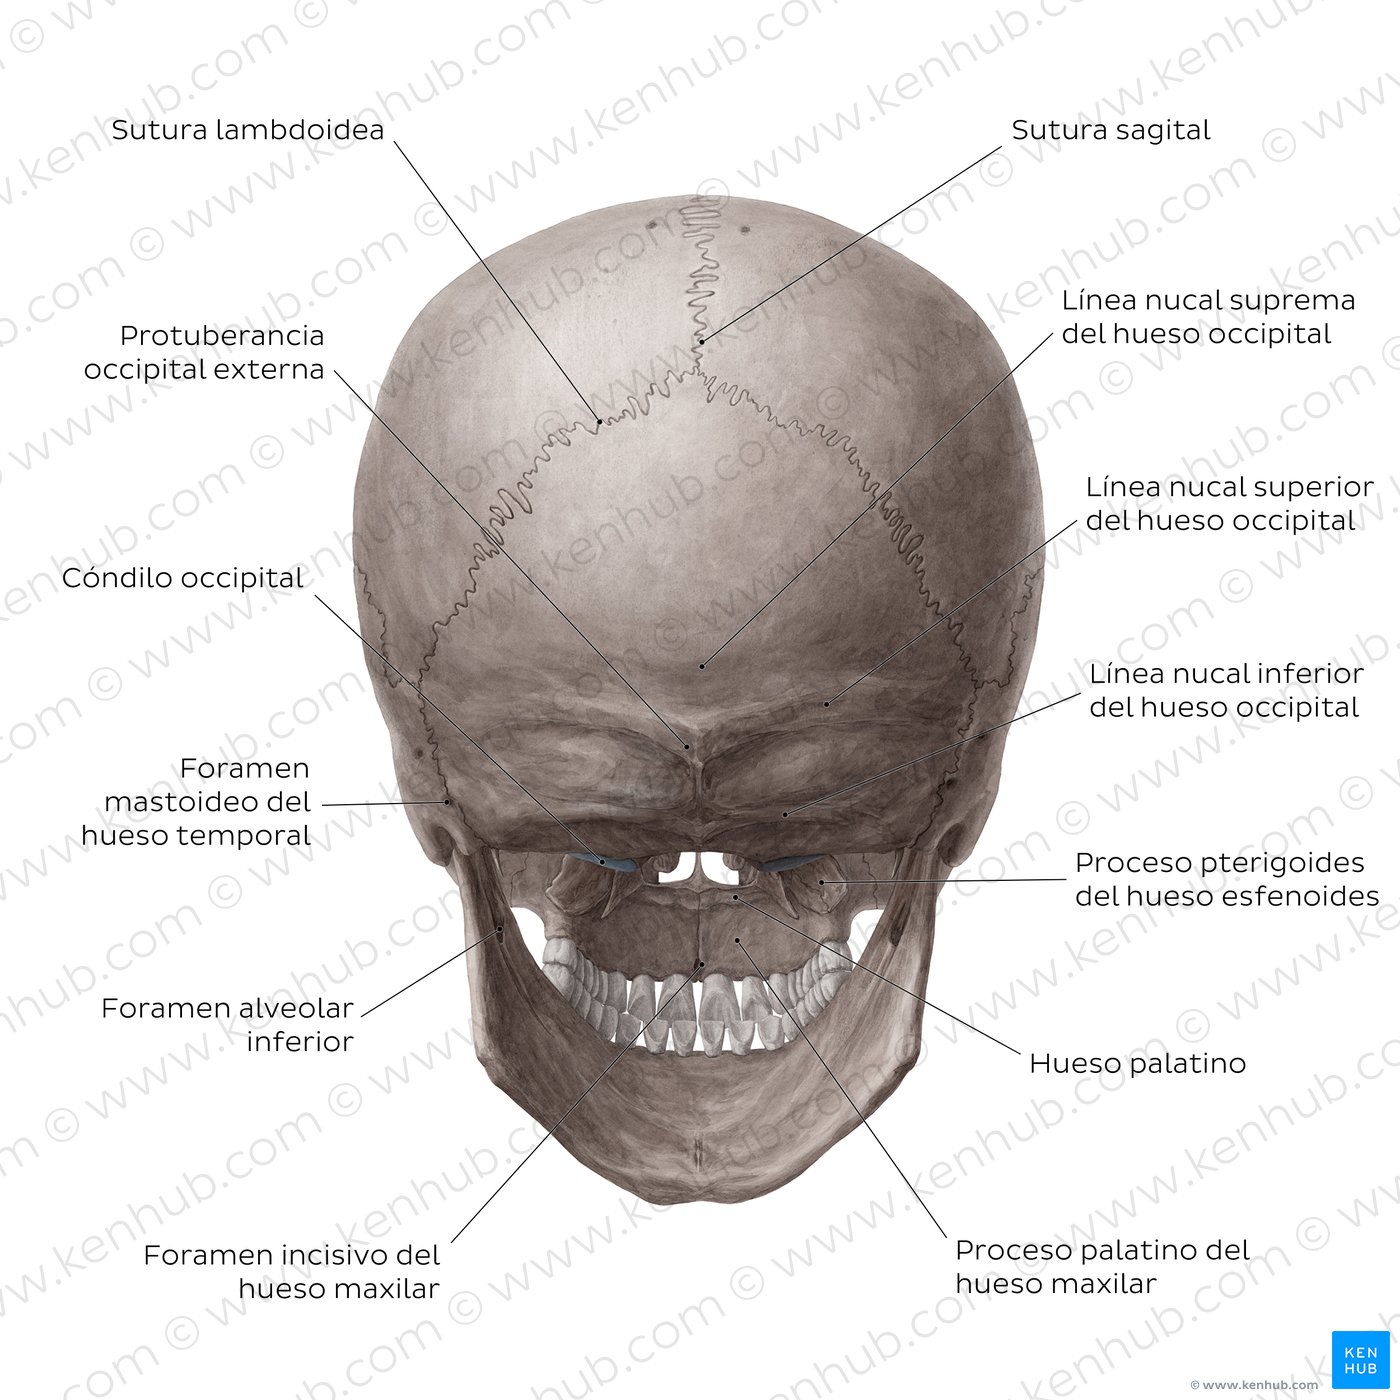 Sutura lambdoidea
Sutura sagital
Línea nucal suprema
del hueso occipital
Protuberancia
occipital externa
Línea nucal superior
del hueso occipital
Cóndilo occipital
Línea nucal inferior
del hueso occipital
Foramen
mastoideo del
hueso temporal
Proceso pterigoides
del hueso esfenoides
Foramen alveolar
inferior
Hueso palatino
Foramen incisivo del
hueso maxilar
Proceso palatino del
hueso maxilar
KEN
HUB
© www.kenhub.com